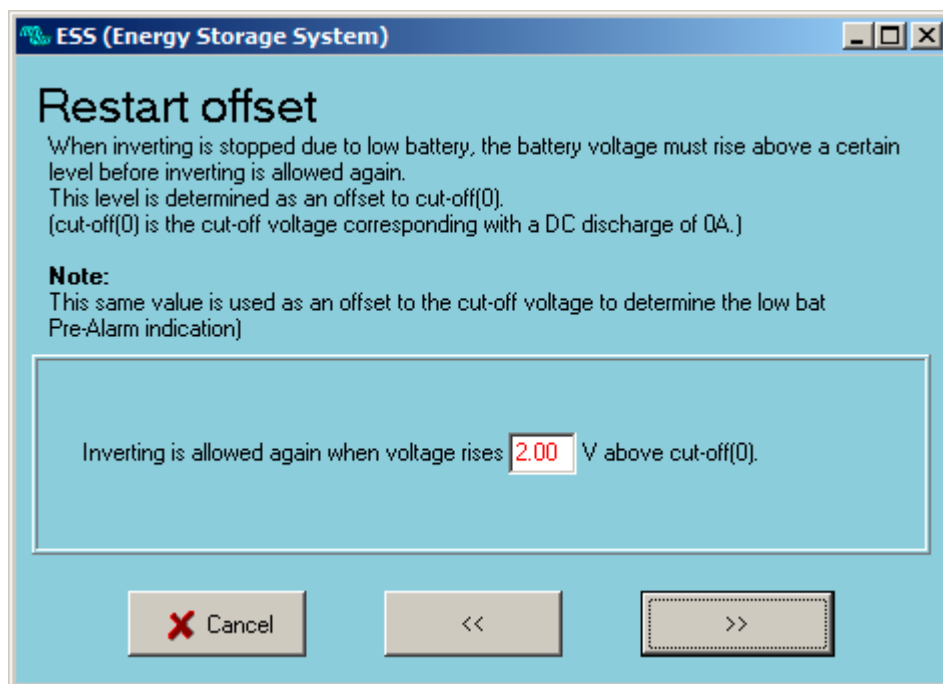 ESS (Energy Storage System)
Restart offset
When inverting is stopped due to low battery, the battery voltage must rise above a certain
level before inverting is allowed again.
This level is determined as an offset to cut-off(0).
(cut-off(0) is the cut-off voltage corresponding with a DC discharge of 0A.)
Note:
This same value is used as an offset to the cut-off voltage to determine the low bat
Pre-Alarm indication)
Inverting is allowed again when voltage rises 2.00 V above cut-off(0).
Cancel << >>